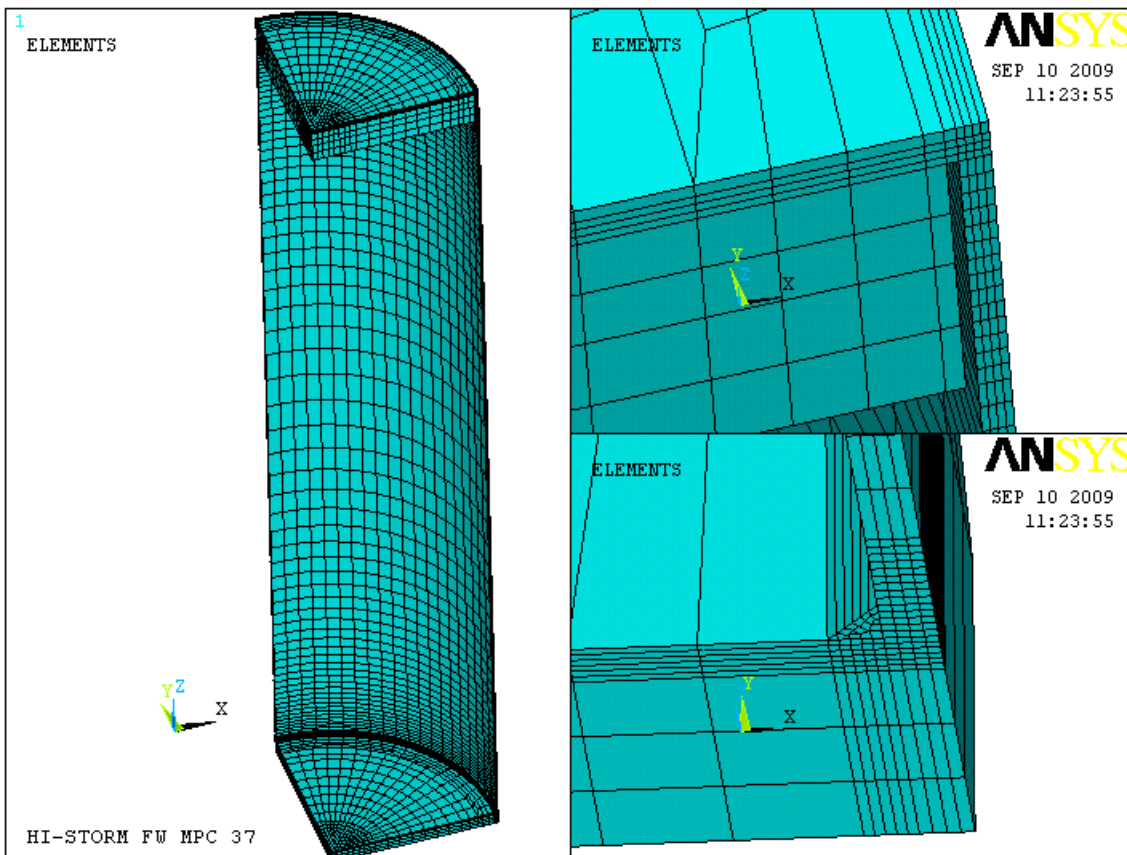 1
ELEMENTS
Y Z
X
HI-STORM FW MPC 37
ELEMENTS
ANSYS
SEP 10 2009
11:23:55
Y
Z
X
ELEMENTS
ANSYS
SEP 10 2009
11:23:55
Y
X